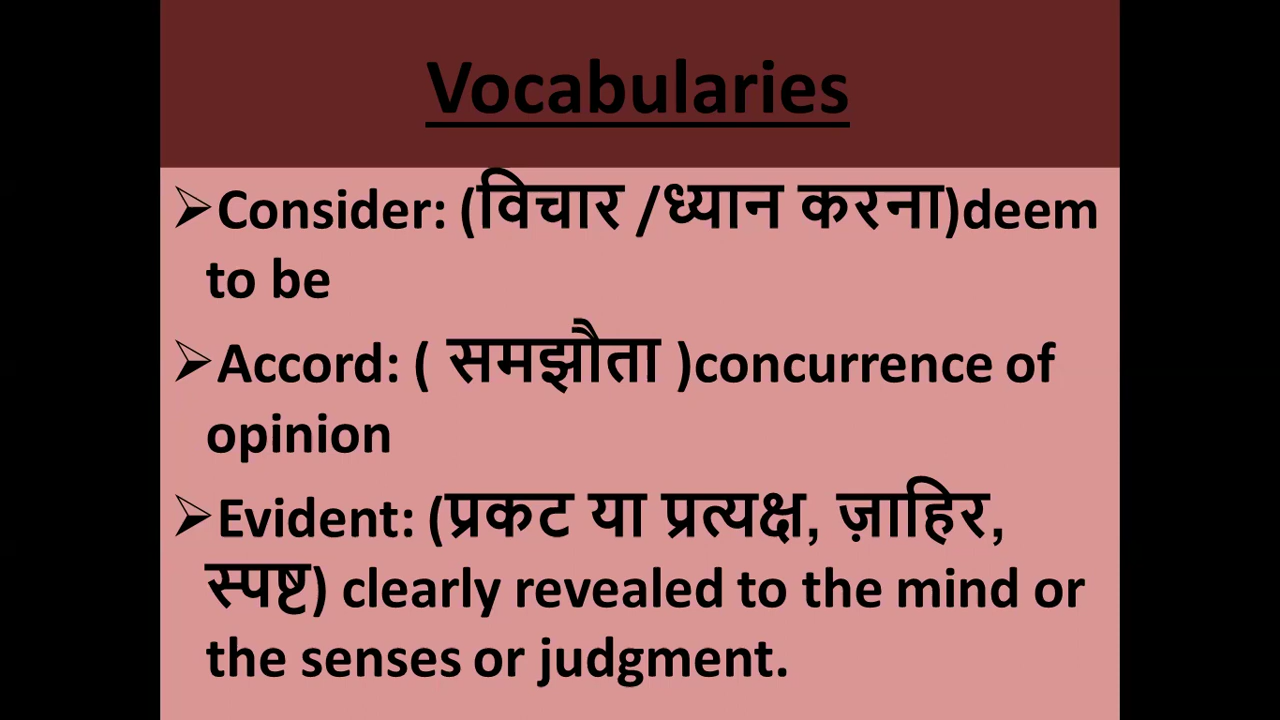 Vocabularies
➢Consider: (विचार /ध्यान करना)deem
to be
➢Accord: ( समझौता )concurrence of
opinion
➢Evident: (प्रकट या प्रत्यक्ष, ज़ाहिर,
स्पष्ट) clearly revealed to the mind or
the senses or judgment.